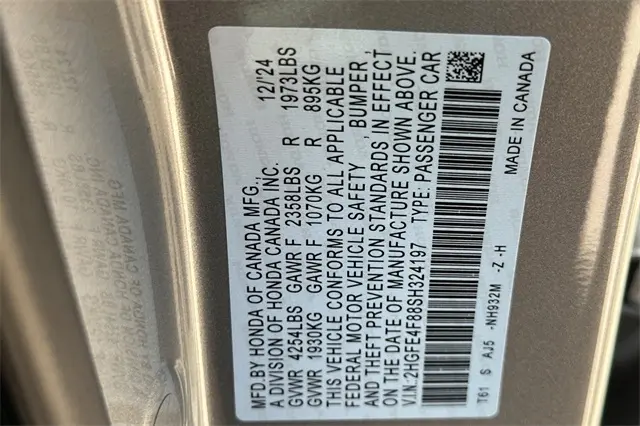 MFD.BY HONDA OF CANADA MFG., 12/'24
A DIVISION OF HONDA CANADA INC.
GVWR 4254LBS GAWR F 2358LBS R 1973LBS
GVWR 1930KG GAWR F 1070KG R 895KG
THIS VEHICLE CONFORMS TO ALL APPLICABLE
FEDERAL MOTOR VEHICLE SAFETY, BUMPER,
AND THEFT PREVENTION STANDARDS IN EFFECT
ON THE DATE OF MANUFACTURE SHOWN ABOVE.
V.I.N:2HGFE4F88SH324197 TYPE: PASSENGER CAR
T61 S AJ5 -NH932M -Z -H
MADE IN CANADA